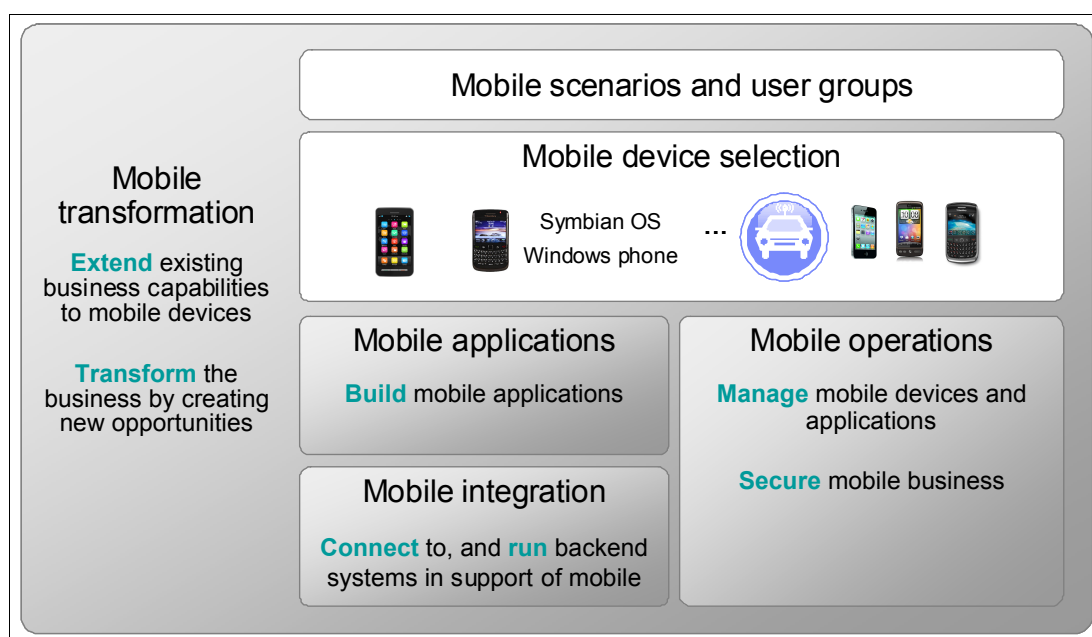 Mobile scenarios and user groups
Mobile device selection
Symbian OS
Windows phone
...
Mobile
transformation
Extend existing
business capabilities
to mobile devices
Transform the
business by creating
new opportunities
Mobile applications
Build mobile applications
Mobile integration
Connect to, and run backend
systems in support of mobile
Mobile operations
Manage mobile devices and
applications
Secure mobile business